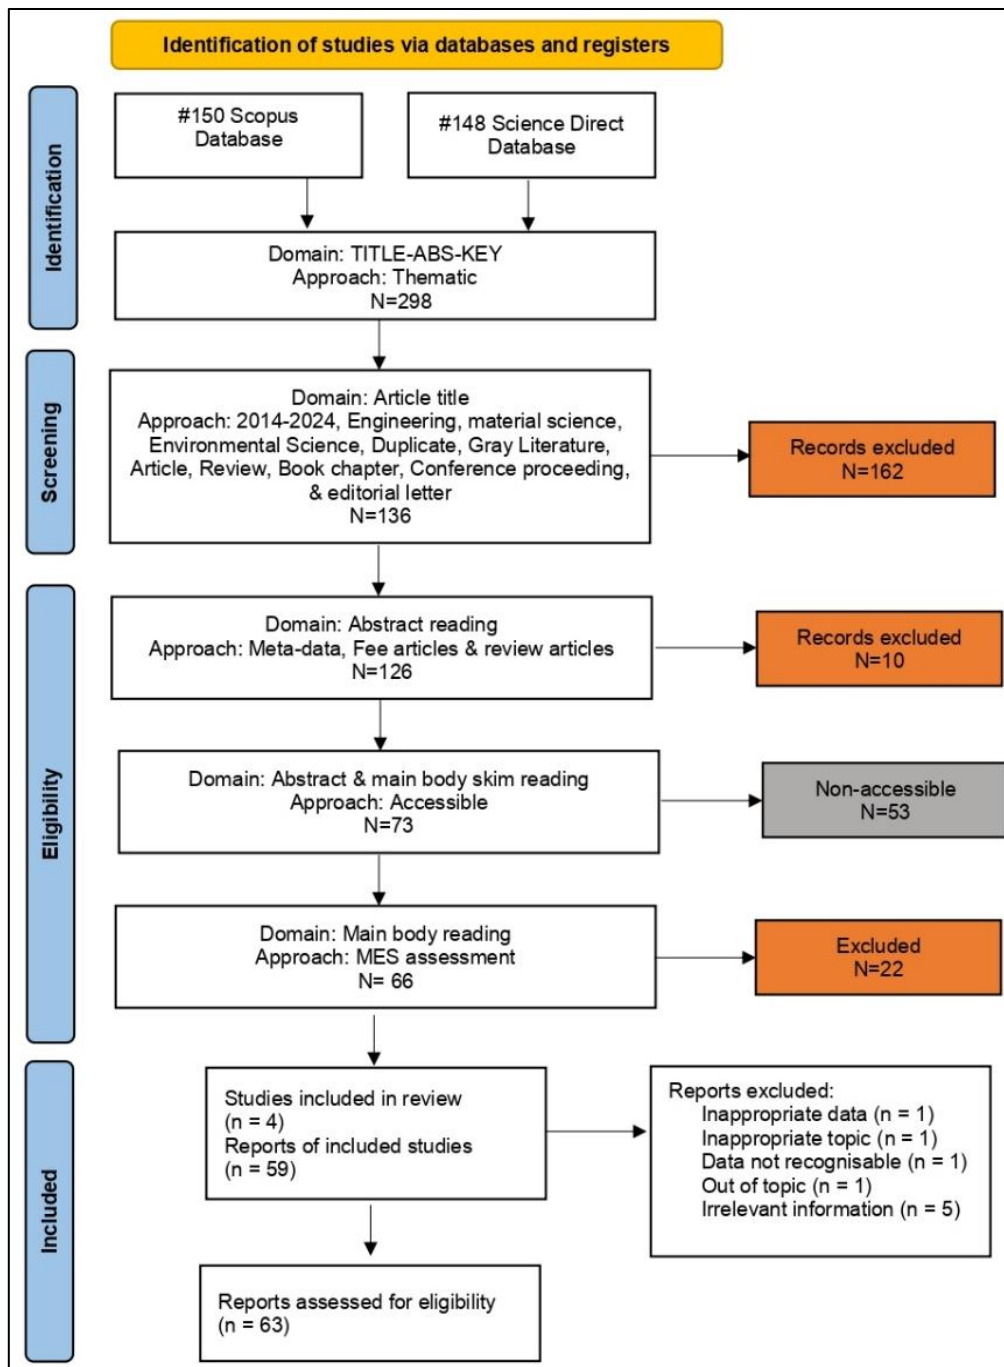 Identification of studies via databases and registers
Identification
#150 Scopus
Database
#148 Science Direct
Database
Domain: TITLE-ABS-KEY
Approach: Thematic
N=298
Screening
Domain: Article title
Approach: 2014-2024, Engineering, material science,
Environmental Science, Duplicate, Gray Literature,
Article, Review, Book chapter, Conference proceeding,
& editorial letter
N=136
Records excluded
N=162
Eligibility
Domain: Abstract reading
Approach: Meta-data, Fee articles & review articles
N=126
Records excluded
N=10
Domain: Abstract & main body skim reading
Approach: Accessible
N=73
Non-accessible
N=53
Domain: Main body reading
Approach: MES assessment
N= 66
Excluded
N=22
Included
Studies included in review
(n = 4)
Reports of included studies
(n = 59)
Reports excluded:
Inappropriate data (n = 1)
Inappropriate topic (n = 1)
Data not recognisable (n = 1)
Out of topic (n = 1)
Irrelevant information (n = 5)
Reports assessed for eligibility
(n = 63)